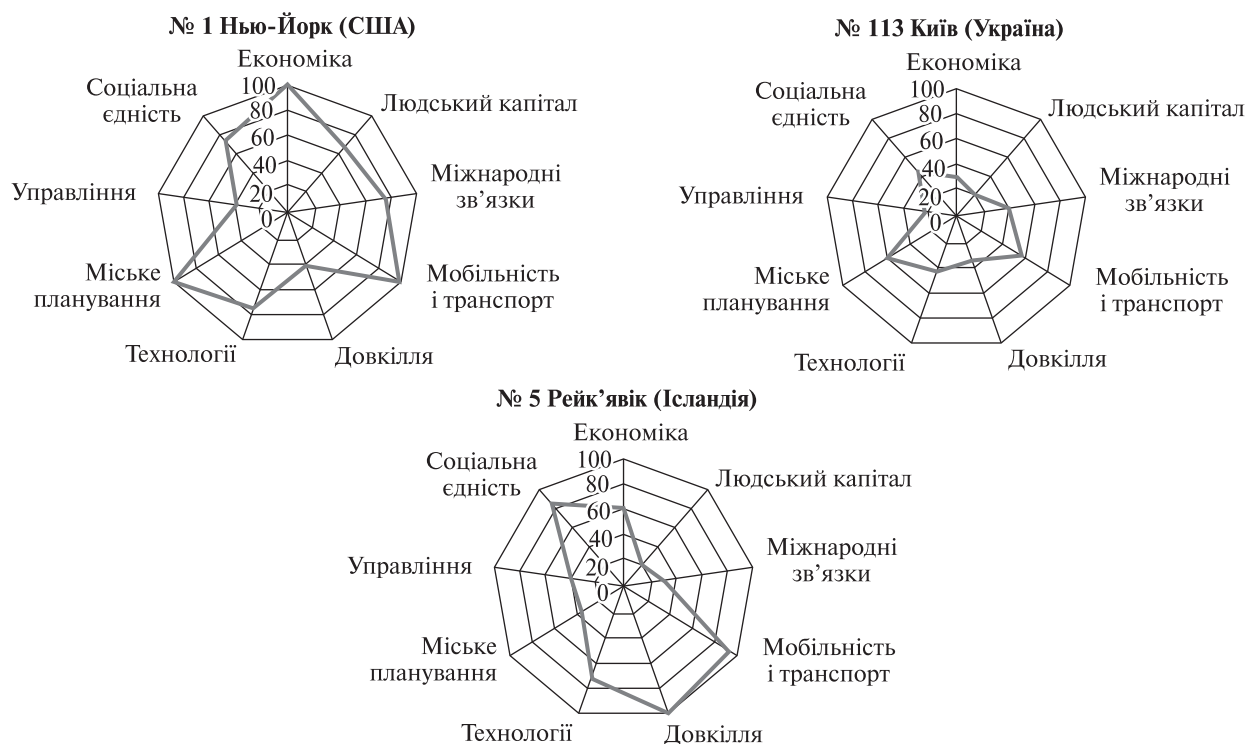 № 1 Нью-Йорк (США)
Економіка
Людський капітал
Міжнародні
зв’язки
Мобільність
і транспорт
Довкілля
Технології
Міське
планування
Управління
Соціальна
єдність
100
80
60
40
20
0
№ 113 Київ (Україна)
Економіка
Людський капітал
Міжнародні
зв’язки
Мобільність
і транспорт
Довкілля
Технології
Міське
планування
Управління
Соціальна
єдність
100
80
60
40
20
0
№ 5 Рейк’явік (Ісландія)
Економіка
Людський капітал
Міжнародні
зв’язки
Мобільність
і транспорт
Довкілля
Технології
Міське
планування
Управління
Соціальна
єдність
100
80
60
40
20
0